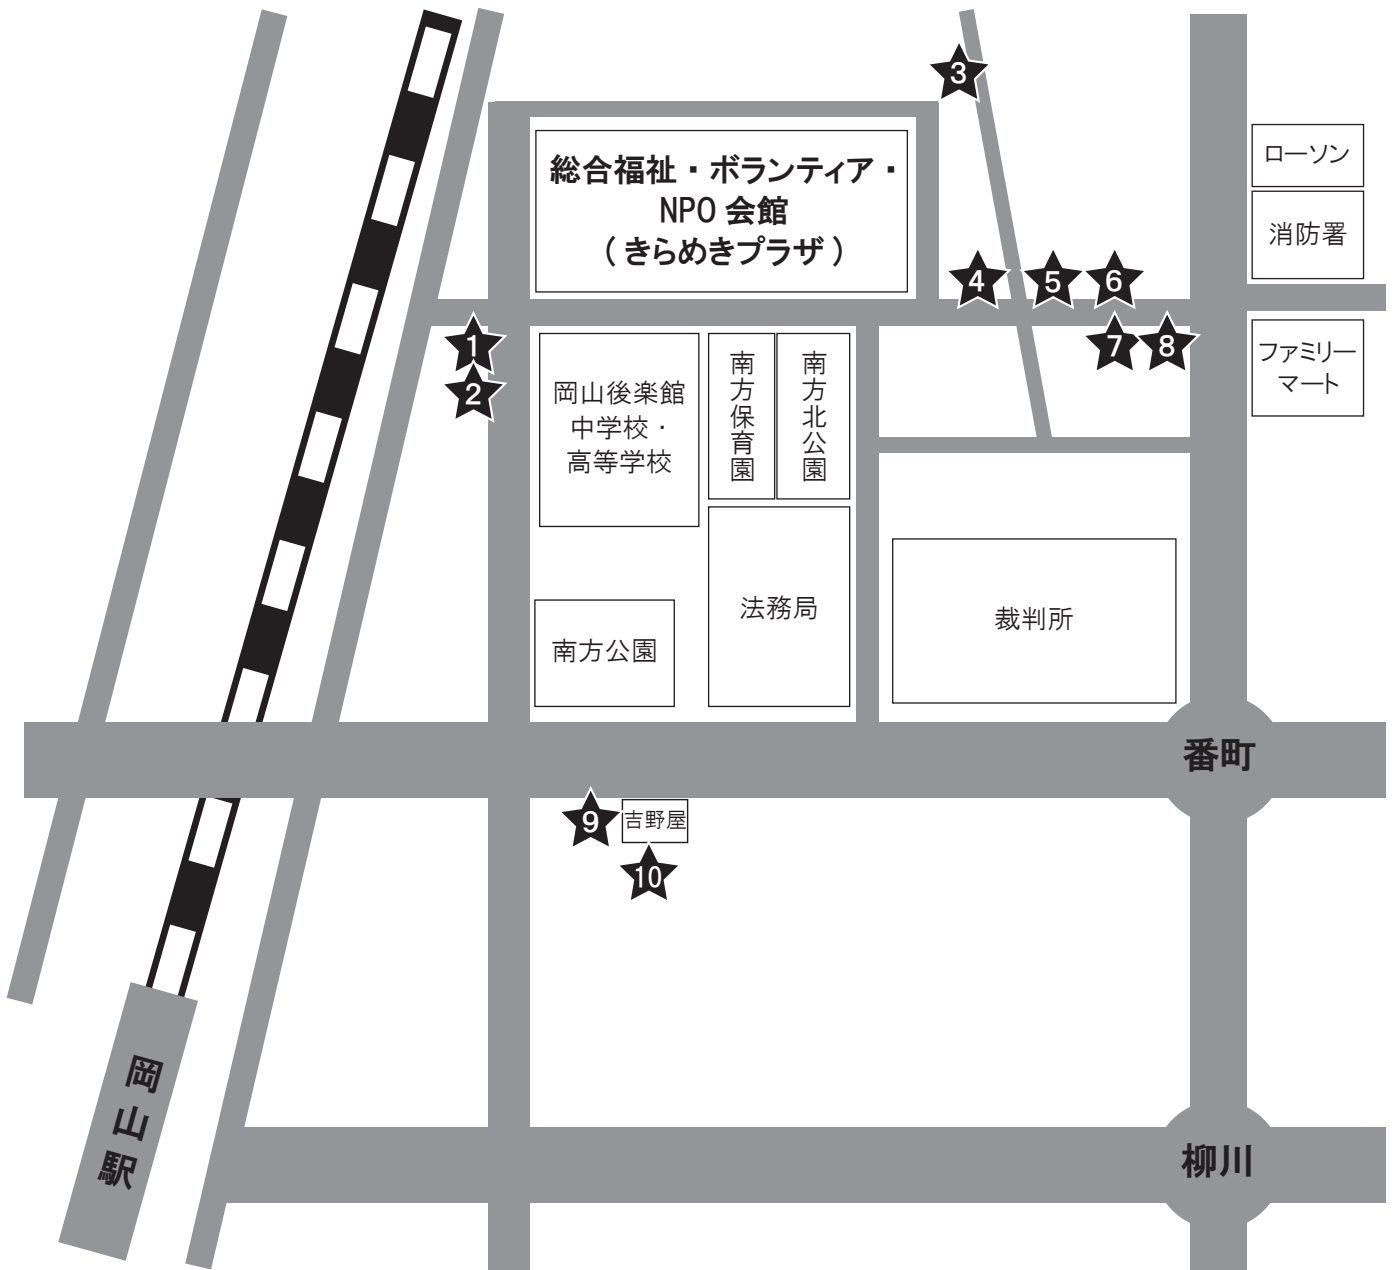 3
ローソン
総合福祉・ボランティア・
NPO 会館
(きらめきプラザ)
消防署
4
5
6
1
2
7
8
ファミリー
マート
岡山後楽館
中学校・
高等学校
南方保育園
南方北公園
法務局
裁判所
南方公園
番町
9
吉野屋
10
岡山駅
柳川